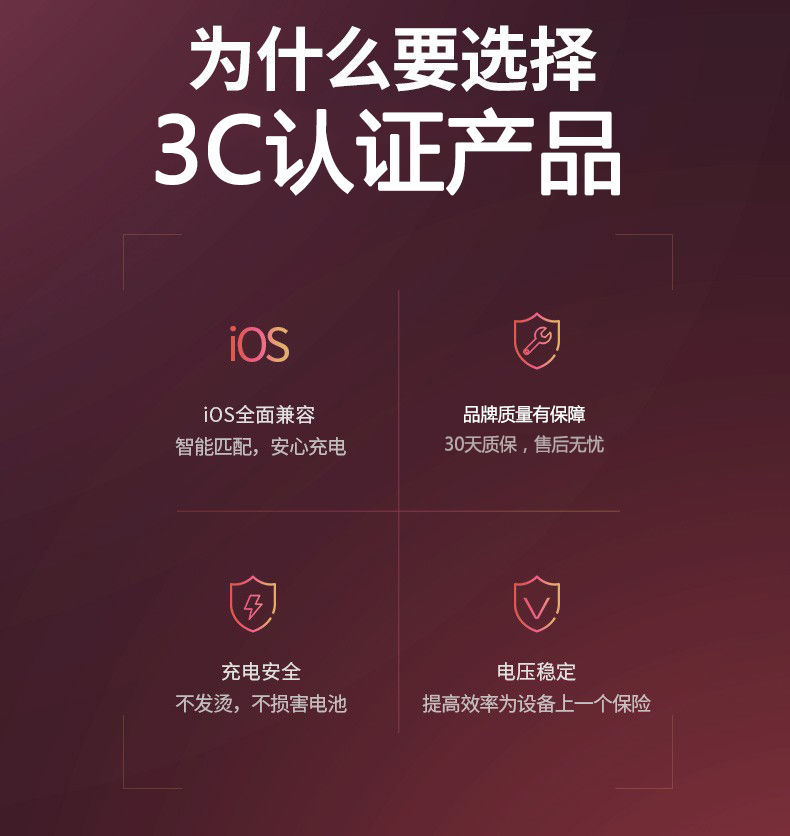 为什么要选择
3C认证产品
iOS
iOS全面兼容
智能匹配，安心充电
品牌质量有保障
30天质保，售后无忧
充电安全
不发烫，不损害电池
V
电压稳定
提高效率为设备上一个保险